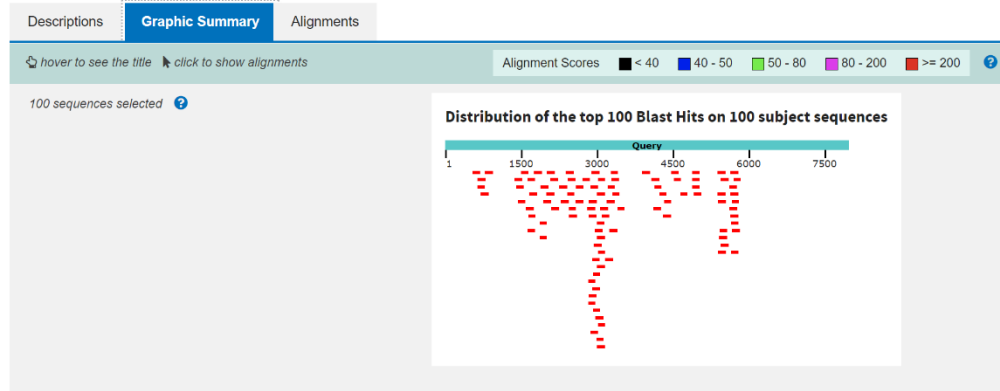 Descriptions Graphic Summary Alignments
hover to see the title click to show alignments Alignment Scores < 40 40 - 50 50 - 80 80 - 200 >= 200 ?
100 sequences selected ?
Distribution of the top 100 Blast Hits on 100 subject sequences
Query
1 1500 3000 4500 6000 7500